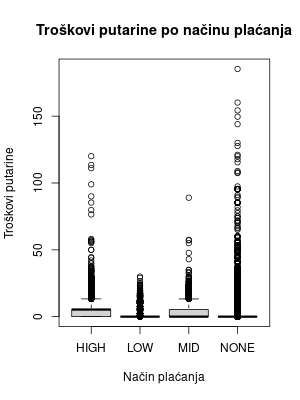 Troškovi putarine po načinu plaćanja
Troškovi putarine
150
100
50
0
HIGH LOW MID NONE
Način plaćanja